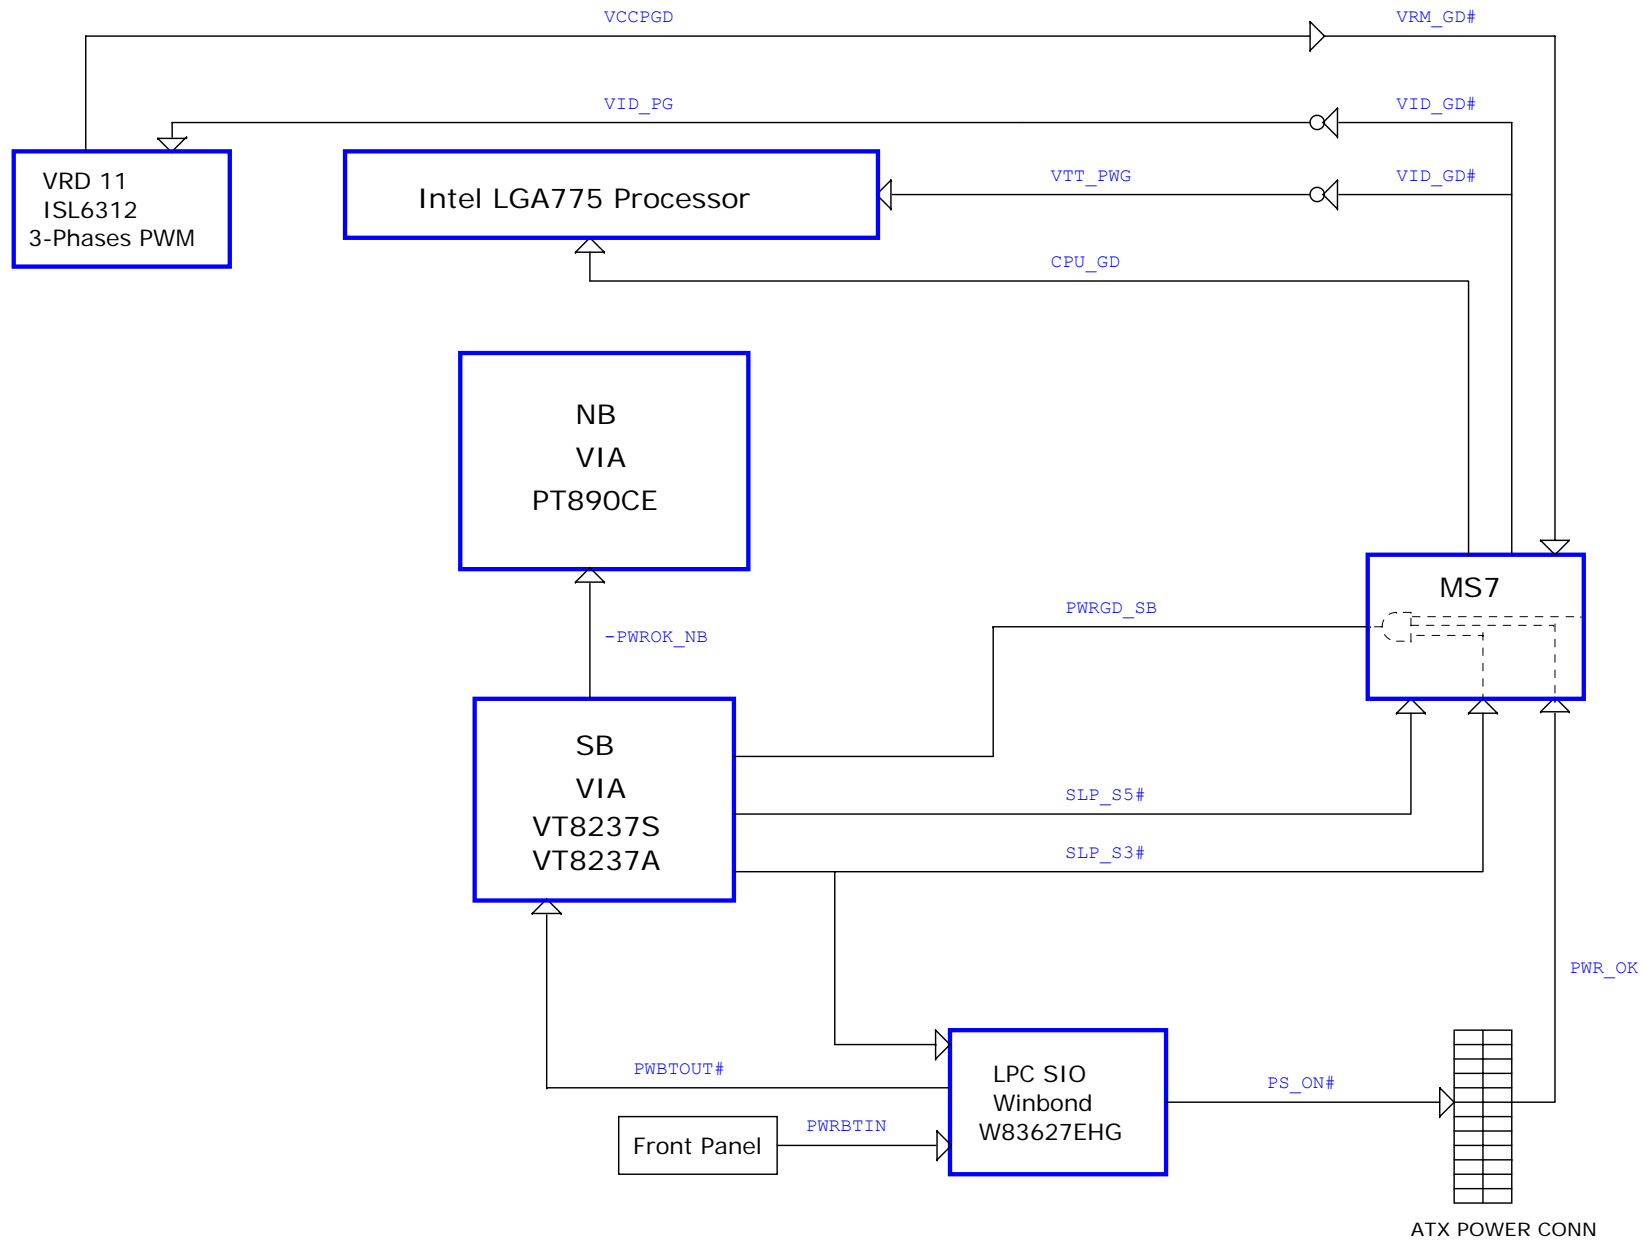 VCCPGD
VRM_GD#
VID_PG
VID_GD#
VRD 11
ISL6312
3-Phases PWM
Intel LGA775 Processor
VTT_PWG
VID_GD#
CPU_GD
NB
VIA
PT890CE
MS7
PWRGD_SB
-PWROK_NB
SB
VIA
VT8237S
VT8237A
SLP_S5#
SLP_S3#
PWR_OK
PWBTOUT#
LPC SIO
Winbond
W83627EHG
PS_ON#
Front Panel
PWRBTIN
ATX POWER CONN